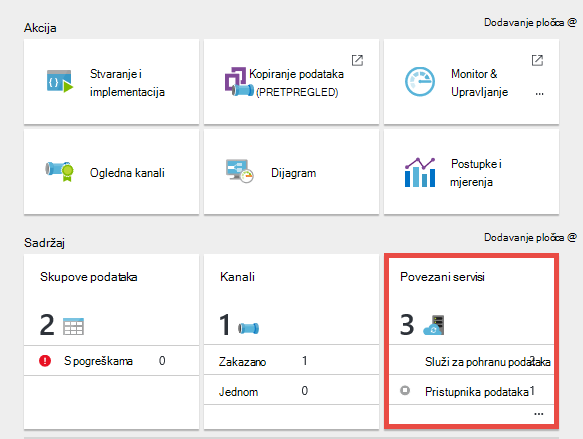 Akcija
Dodavanje pločica @
Stvaranje i
implementacija
Kopiranje podataka
(PRETPREGLED)
Monitor &
Upravljanje
...
Ogledna kanali
Dijagram
Postupke i
mjerenja
Sadržaj
Dodavanje pločica @
Skupove podataka
2
S pogreškama 0
Kanali
1
Zakazano 1
Jednom 0
Povezani servisi
3
Služi za pohranu podataka 2
Pristupnika podataka 1
...